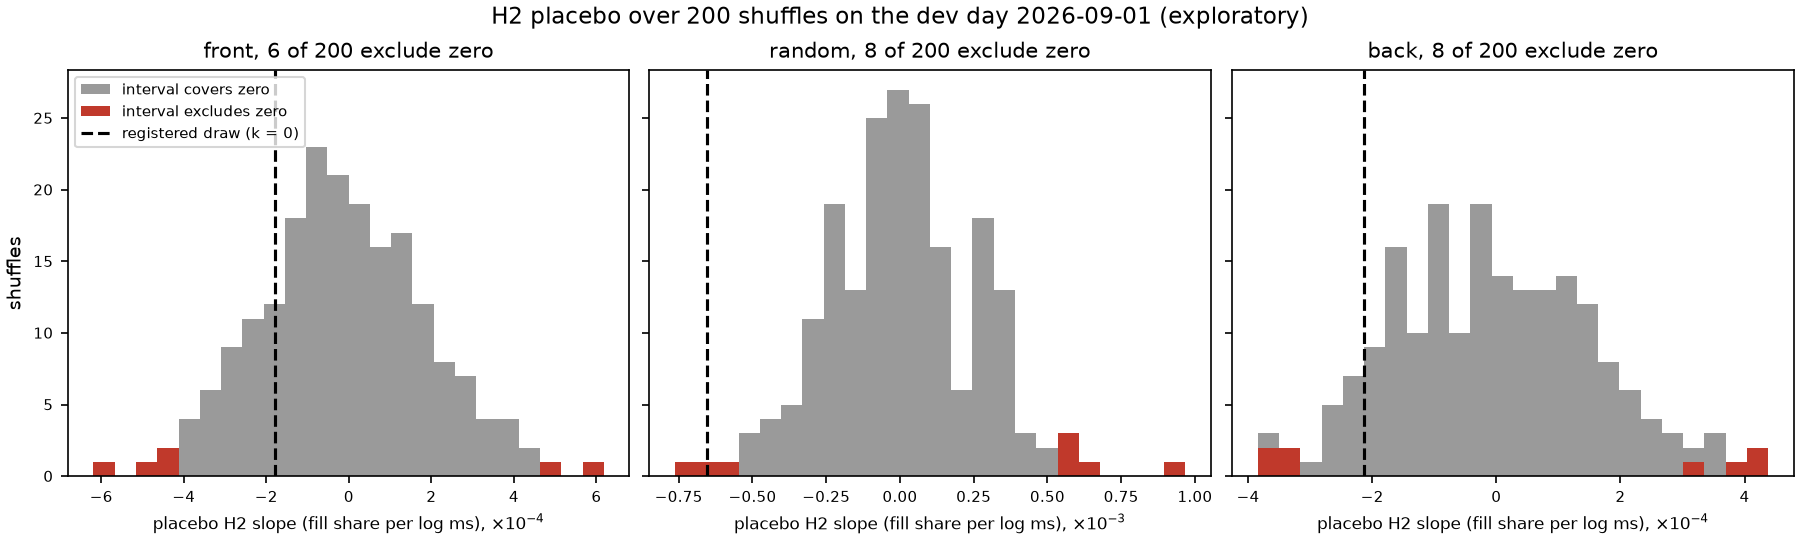 H2 placebo over 200 shuffles on the dev day 2026-09-01 (exploratory)
front, 6 of 200 exclude zero
interval covers zero
interval excludes zero
registered draw (k = 0)
shuffles
0
5
10
15
20
25
−6
−4
−2
0
2
4
6
placebo H2 slope (fill share per log ms), ×10⁻⁴
random, 8 of 200 exclude zero
−0.75
−0.50
−0.25
0.00
0.25
0.50
0.75
1.00
placebo H2 slope (fill share per log ms), ×10⁻³
back, 8 of 200 exclude zero
−4
−2
0
2
4
placebo H2 slope (fill share per log ms), ×10⁻⁴